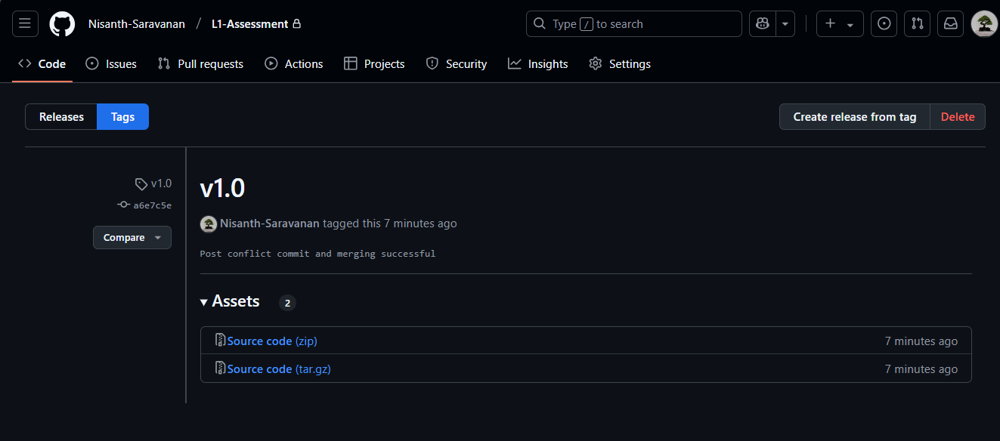 Nisanth-Saravanan / L1-Assessment
Type / to search
Code Issues Pull requests Actions Projects Security Insights Settings
Releases Tags
Create release from tag Delete
v1.0
a6e7c5e
Compare
v1.0
Nisanth-Saravanan tagged this 7 minutes ago
Post conflict commit and merging successful
Assets 2
Source code (zip) 7 minutes ago
Source code (tar.gz) 7 minutes ago